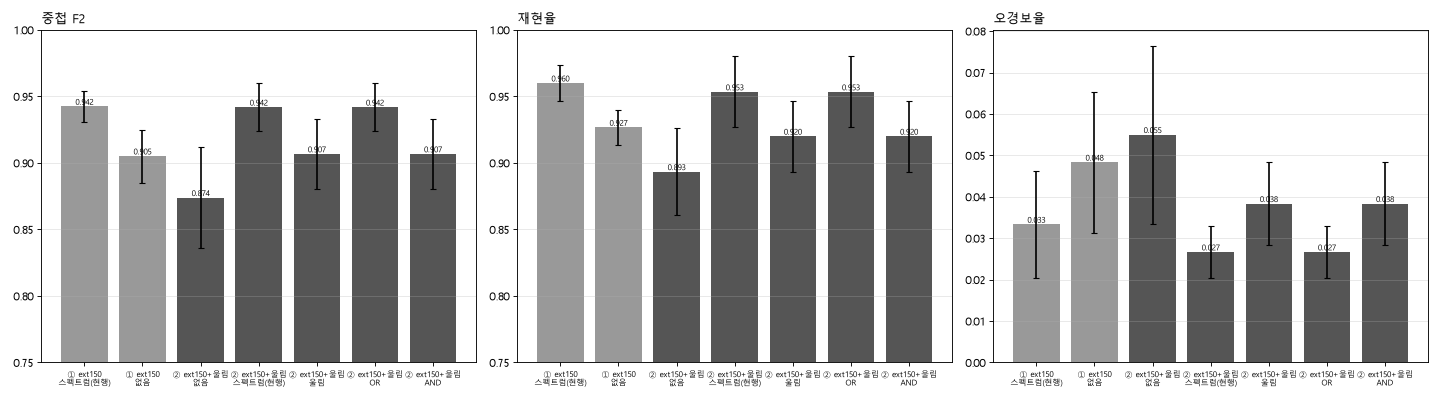 중첩 F2
1.00
0.95
0.90
0.85
0.80
0.75
0.942
0.905
0.874
0.942
0.907
0.942
0.907
① ext150
스펙트럼(현행)
① ext150
없음
② ext150+울림
없음
② ext150+울림
스펙트럼(현행)
② ext150+울림
울림
② ext150+울림
OR
② ext150+울림
AND
재현율
1.00
0.95
0.90
0.85
0.80
0.75
0.960
0.927
0.893
0.953
0.920
0.953
0.920
① ext150
스펙트럼(현행)
① ext150
없음
② ext150+울림
없음
② ext150+울림
스펙트럼(현행)
② ext150+울림
울림
② ext150+울림
OR
② ext150+울림
AND
오경보율
0.08
0.07
0.06
0.05
0.04
0.03
0.02
0.01
0.00
0.033
0.048
0.055
0.027
0.038
0.027
0.038
① ext150
스펙트럼(현행)
① ext150
없음
② ext150+울림
없음
② ext150+울림
스펙트럼(현행)
② ext150+울림
울림
② ext150+울림
OR
② ext150+울림
AND